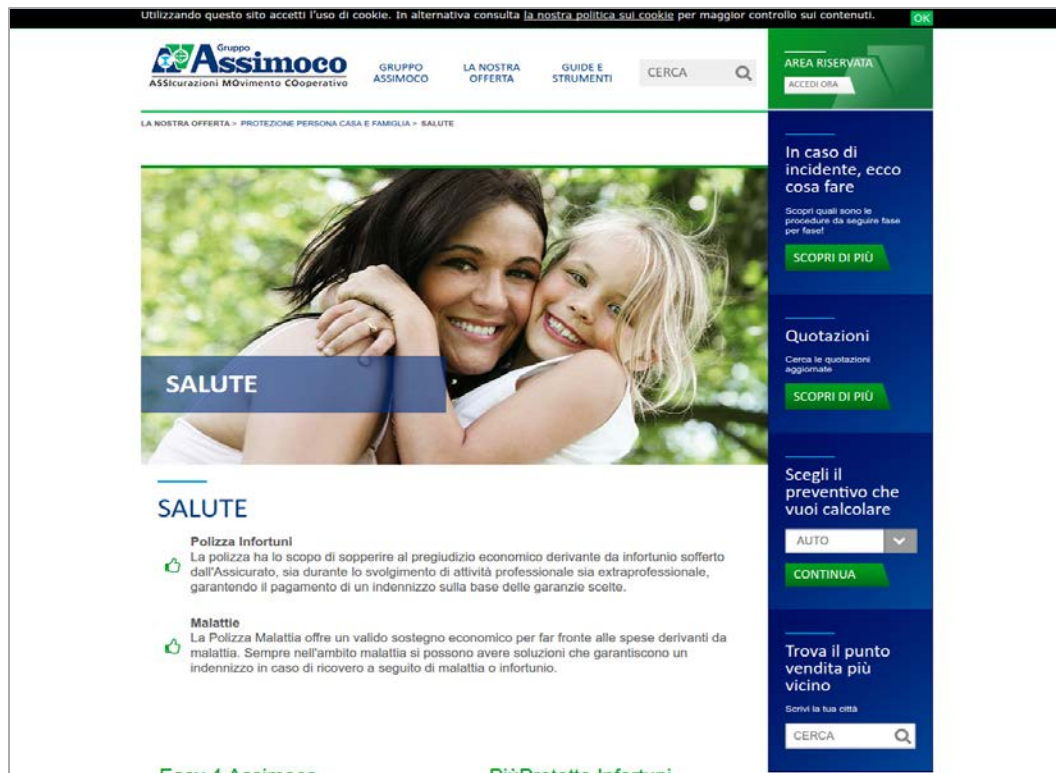 Utilizzando questo sito accetti l'uso di cookie. In alternativa consulta la nostra politica sui cookie per maggior controllo sui contenuti.
OK
Gruppo
Assimoco
ASSIcurazioni MOvimento COoperativo
GRUPPO
ASSIMOCO
LA NOSTRA
OFFERTA
GUIDE E
STRUMENTI
CERCA
AREA RISERVATA
ACCEDI ORA
LA NOSTRA OFFERTA > PROTEZIONE PERSONA CASA E FAMIGLIA > SALUTE
SALUTE
SALUTE
Polizza Infortuni
La polizza ha lo scopo di sopperire al pregiudizio economico derivante da infortunio sofferto
dall'Assicurato, sia durante lo svolgimento di attività professionale sia extraprofessionale,
garantendo il pagamento di un indennizzo sulla base delle garanzie scelte.
Malattie
La Polizza Malattia offre un valido sostegno economico per far fronte alle spese derivanti da
malattia. Sempre nell'ambito malattia si possono avere soluzioni che garantiscono un
indennizzo in caso di ricovero a seguito di malattia o infortunio.
Easy 4 Assimoco
PiùProtetto Infortuni
In caso di
incidente, ecco
cosa fare
Scopri quali sono le
procedure da seguire fase
per fase!
SCOPRI DI PIÙ
Quotazioni
Cerca le quotazioni
aggiornate
SCOPRI DI PIÙ
Scegli il
preventivo che
vuoi calcolare
AUTO
CONTINUA
Trova il punto
vendita più
vicino
Scrivi la tua città
CERCA